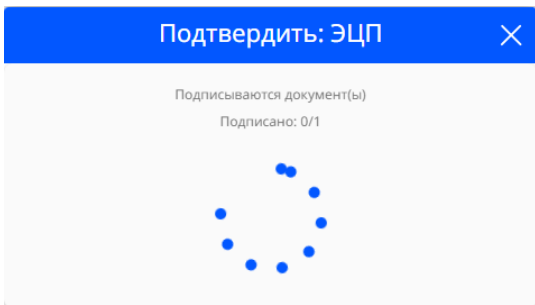 Подтвердить: ЭЦП
Подписываются документ(ы)
Подписано: 0/1